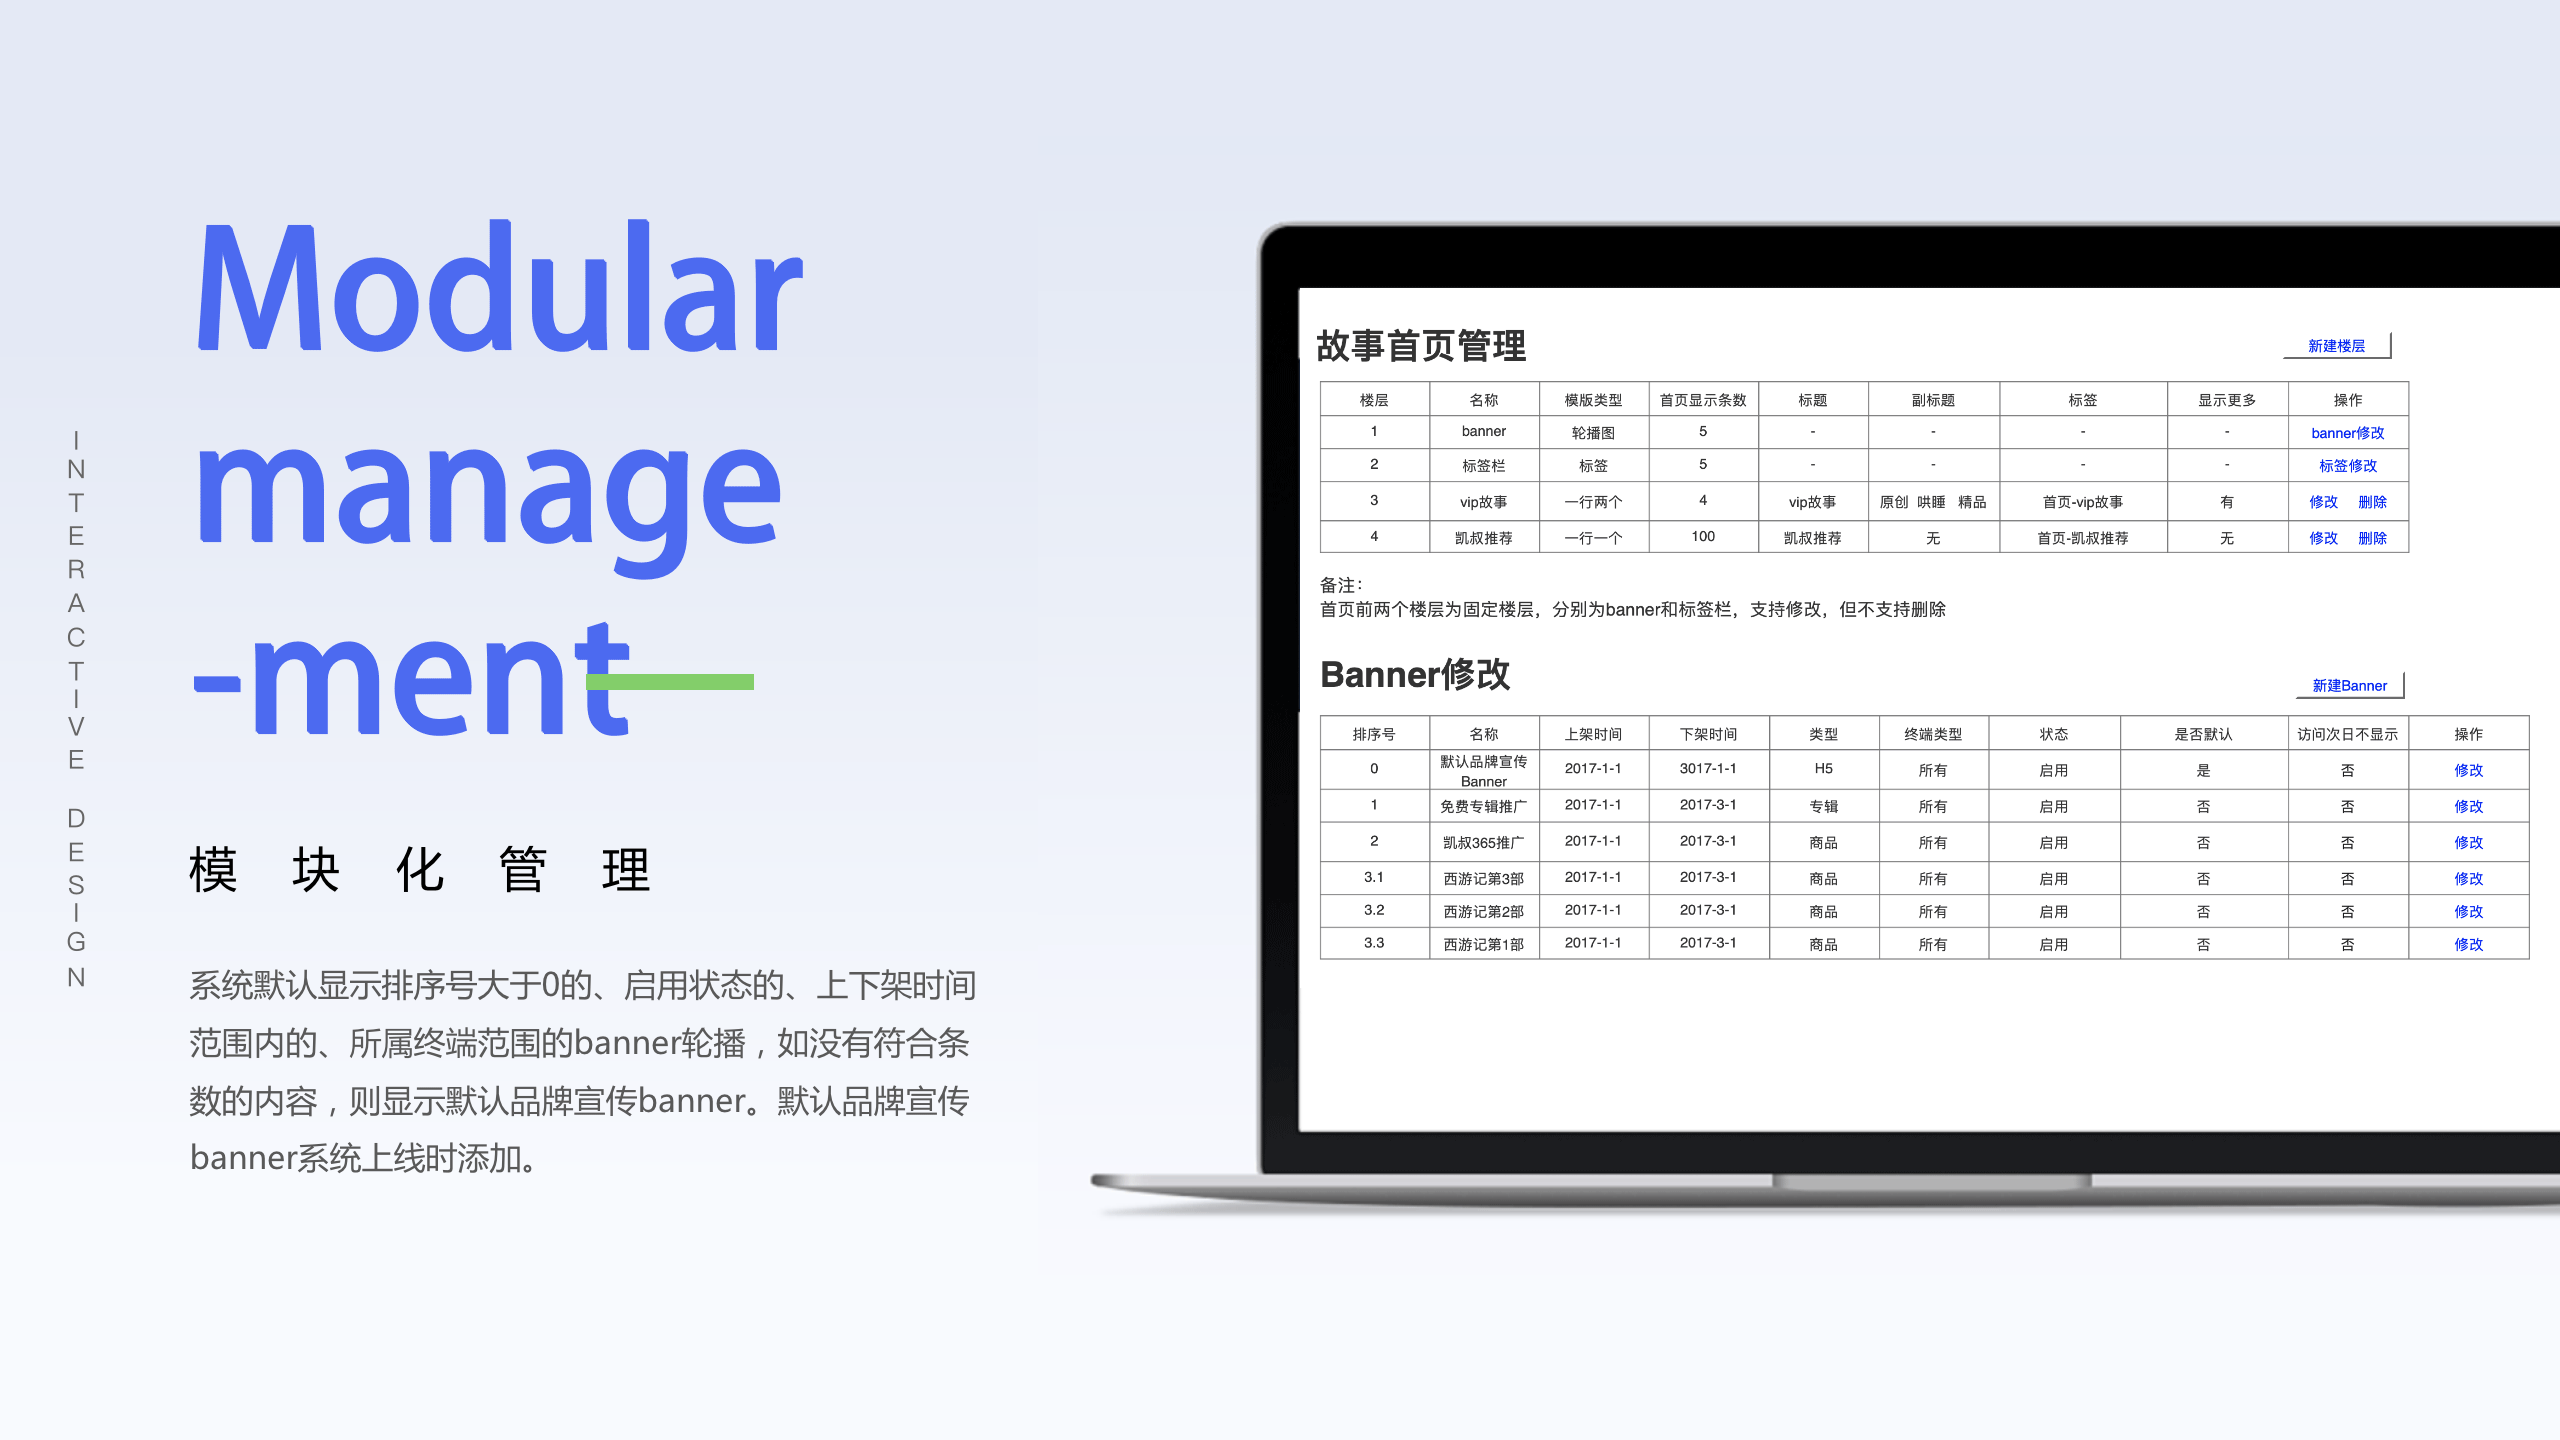 INTERACTIVE DESIGN
Modular
manage
-ment
模块化管理
系统默认显示排序号大于0的、启用状态的、上下架时间
范围内的、所属终端范围的banner轮播，如没有符合条
数的内容，则显示默认品牌宣传banner。默认品牌宣传
banner系统上线时添加。
故事首页管理
新建楼层
楼层 名称 模版类型 首页显示条数 标题 副标题 标签 显示更多 操作
1 banner 轮播图 5 - - - - banner修改
2 标签栏 标签 5 - - - - 标签修改
3 vip故事 一行两个 4 vip故事 原创 哄睡 精品 首页-vip故事 有 修改 删除
4 凯叔推荐 一行一个 100 凯叔推荐 无 首页-凯叔推荐 无 修改 删除
备注：
首页前两个楼层为固定楼层，分别为banner和标签栏，支持修改，但不支持删除
Banner修改
新建Banner
排序号 名称 上架时间 下架时间 类型 终端类型 状态 是否默认 访问次日不显示 操作
0 默认品牌宣传Banner 2017-1-1 3017-1-1 H5 所有 启用 是 否 修改
1 免费专辑推广 2017-1-1 2017-3-1 专辑 所有 启用 否 否 修改
2 凯叔365推广 2017-1-1 2017-3-1 商品 所有 启用 否 否 修改
3.1 西游记第3部 2017-1-1 2017-3-1 商品 所有 启用 否 否 修改
3.2 西游记第2部 2017-1-1 2017-3-1 商品 所有 启用 否 否 修改
3.3 西游记第1部 2017-1-1 2017-3-1 商品 所有 启用 否 否 修改